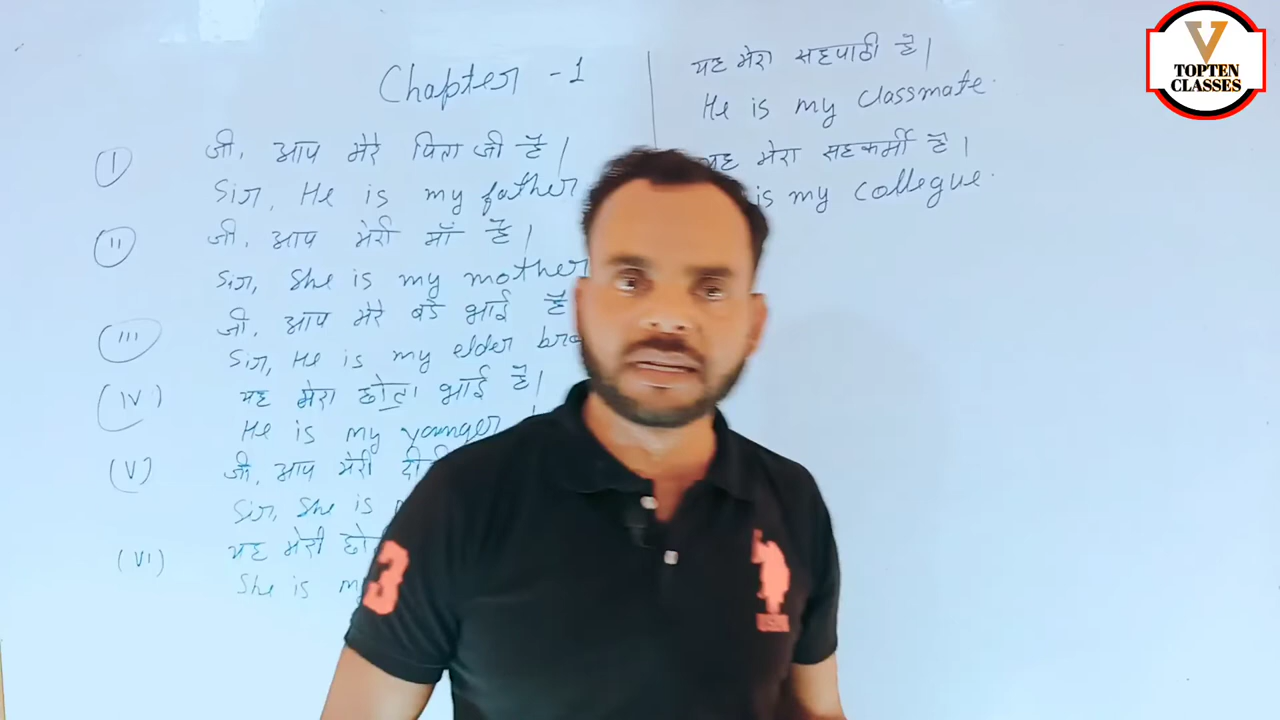 Chapter - 1
(I) जी, आप मेरे पिता जी हैं।
Sir, He is my father
(II) जी, आप मेरी माँ हैं।
Sir, She is my mother
(III) जी, आप मेरे बडे भाई हैं
Sir, He is my elder
(IV) यह मेरा छोटा भाई है।
He is my younger
(V) जी, आप मेरी
Sir, She is
(VI) यह मेरी
She is
यह मेरा सहपाठी है।
He is my classmate.
यह मेरा सहकर्मी है।
is my collegue.
V
TOPTEN
CLASSES
3